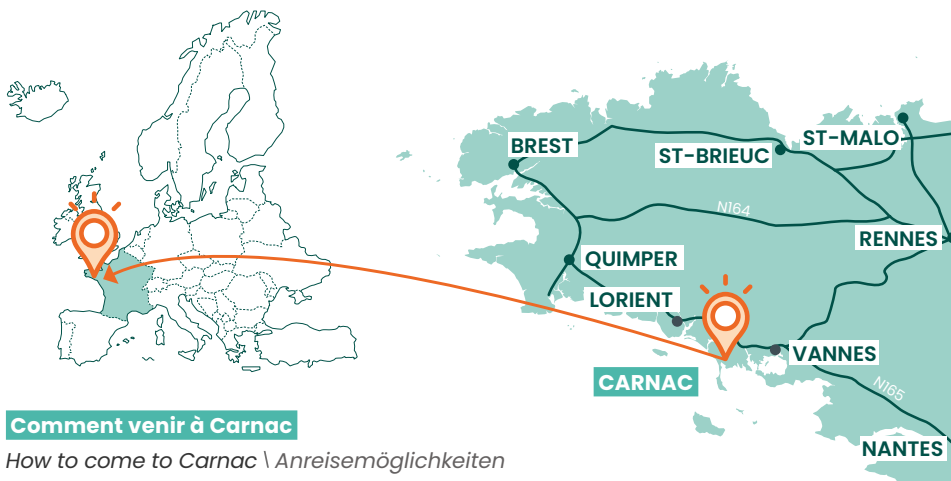 BREST
ST-BRIEUC
ST-MALO
N164
RENNES
QUIMPER
LORIENT
VANNES
CARNAC
N165
NANTES
Comment venir à Carnac
How to come to Carnac \ Anreisemöglichkeiten